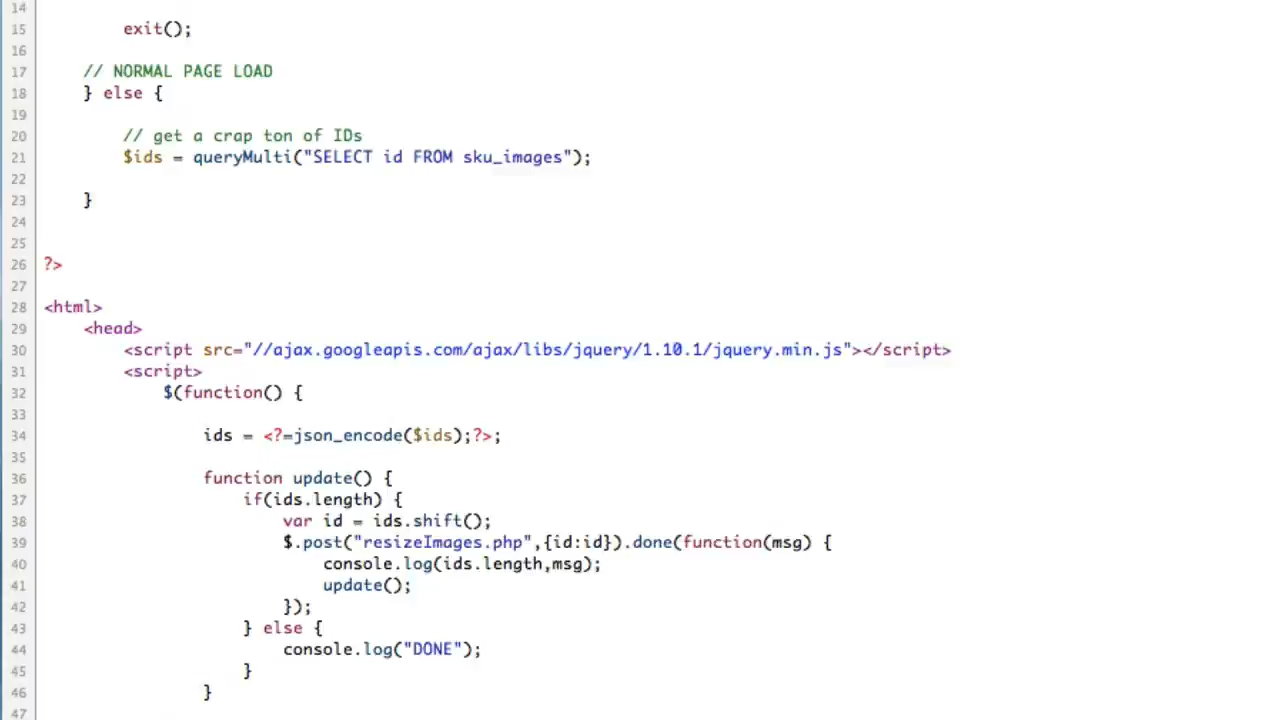 14
15 exit();
16
17 // NORMAL PAGE LOAD
18 } else {
19
20 // get a crap ton of IDs
21 $ids = queryMulti("SELECT id FROM sku_images");
22
23 }
24
25
26 ?>
27
28 <html>
29 <head>
30 <script src="//ajax.googleapis.com/ajax/libs/jquery/1.10.1/jquery.min.js"></script>
31 <script>
32 $(function() {
33
34 ids = <?=json_encode($ids);?>;
35
36 function update() {
37 if(ids.length) {
38 var id = ids.shift();
39 $.post("resizeImages.php",{id:id}).done(function(msg) {
40 console.log(ids.length,msg);
41 update();
42 });
43 } else {
44 console.log("DONE");
45 }
46 }
47